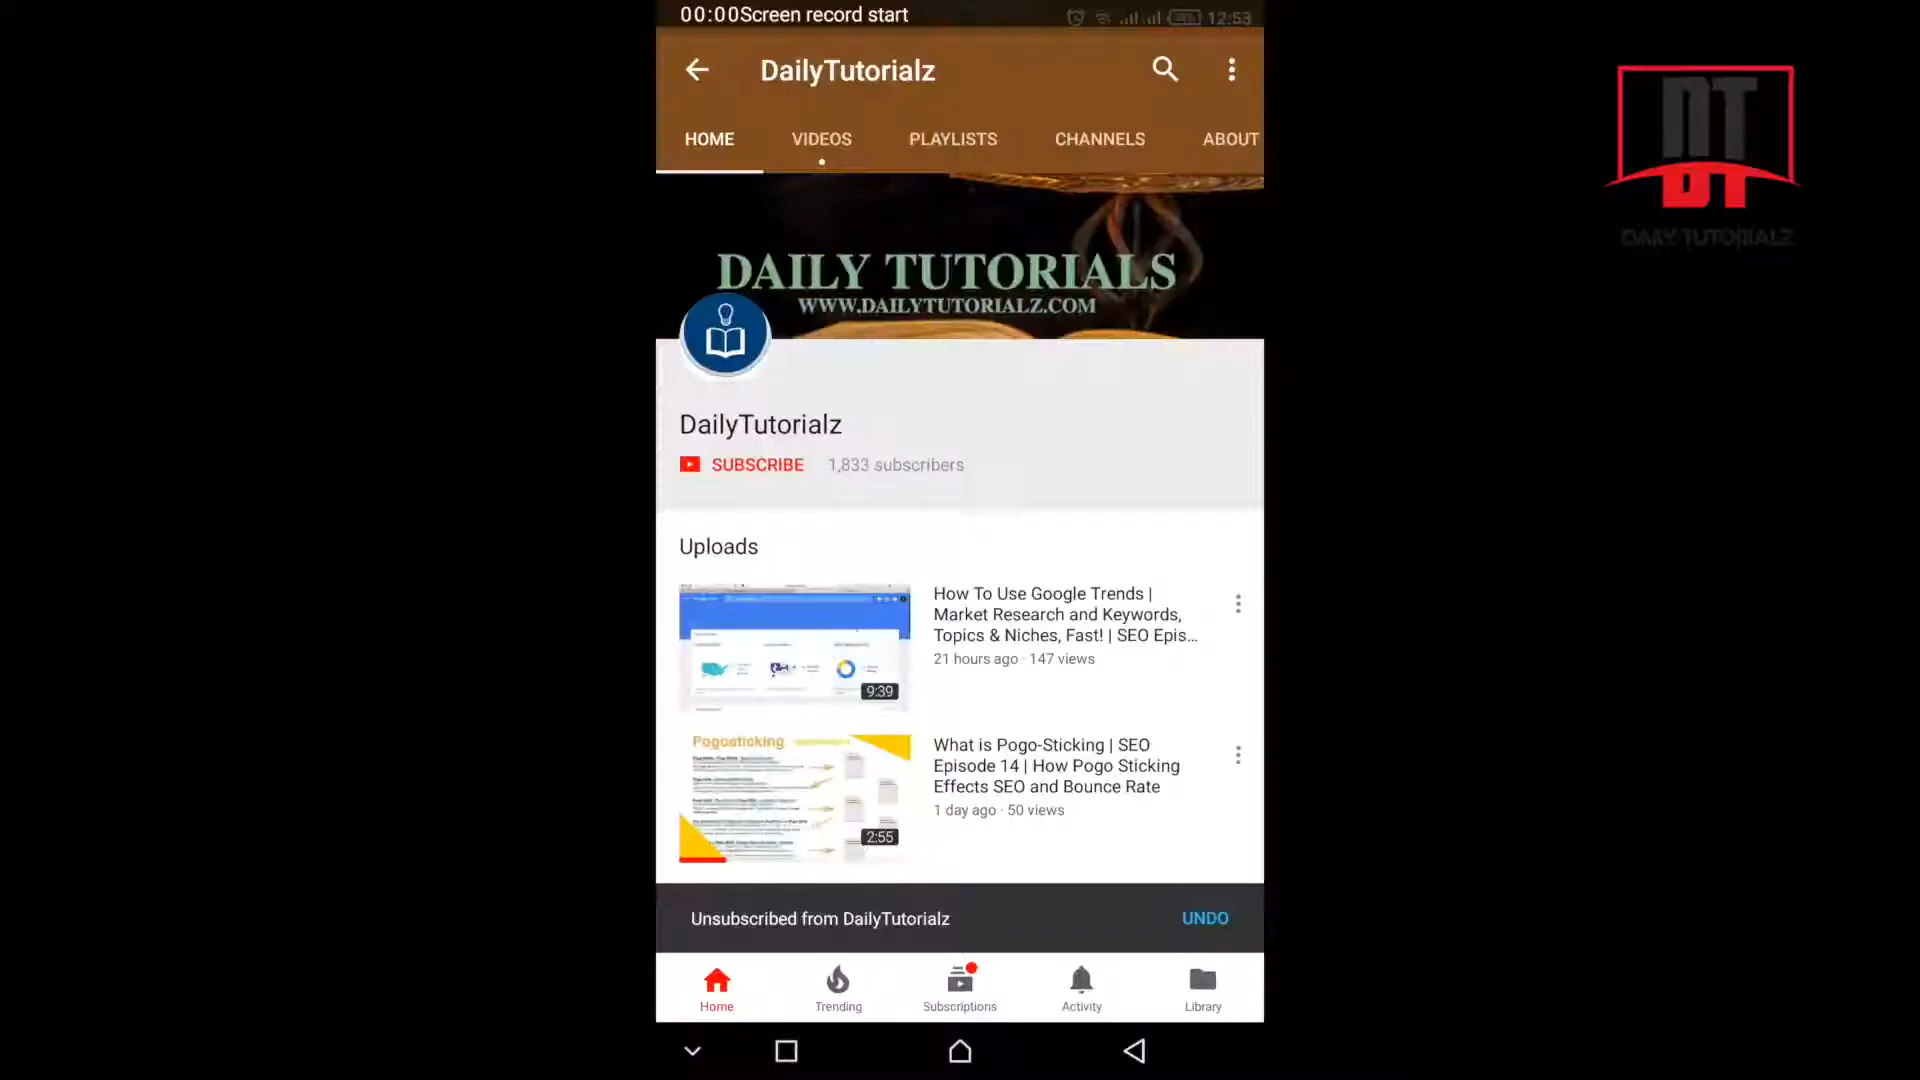 00:00Screen record start
12:53
DailyTutorialz
HOME VIDEOS PLAYLISTS CHANNELS ABOUT
DT
DAILY TUTORIALZ
DAILY TUTORIALS
WWW.DAILYTUTORIALZ.COM
DailyTutorialz
SUBSCRIBE 1,833 subscribers
Uploads
How To Use Google Trends |
Market Research and Keywords,
Topics & Niches, Fast! | SEO Epis...
21 hours ago · 147 views
9:39
Pogosticking
What is Pogo-Sticking | SEO
Episode 14 | How Pogo Sticking
Effects SEO and Bounce Rate
1 day ago · 50 views
2:55
Unsubscribed from DailyTutorialz UNDO
Home Trending Subscriptions Activity Library